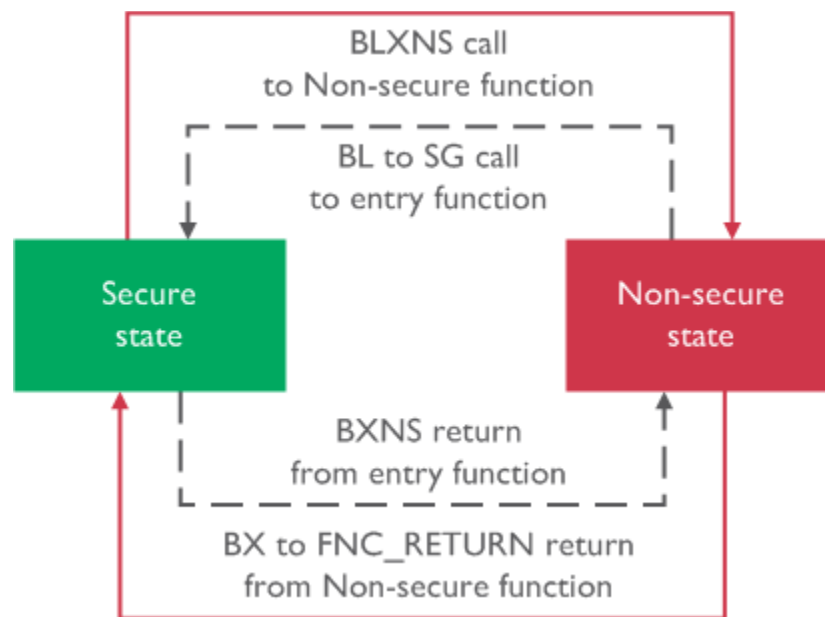 BLXNS call
to Non-secure function
BL to SG call
to entry function
Secure
state
Non-secure
state
BXNS return
from entry function
BX to FNC_RETURN return
from Non-secure function